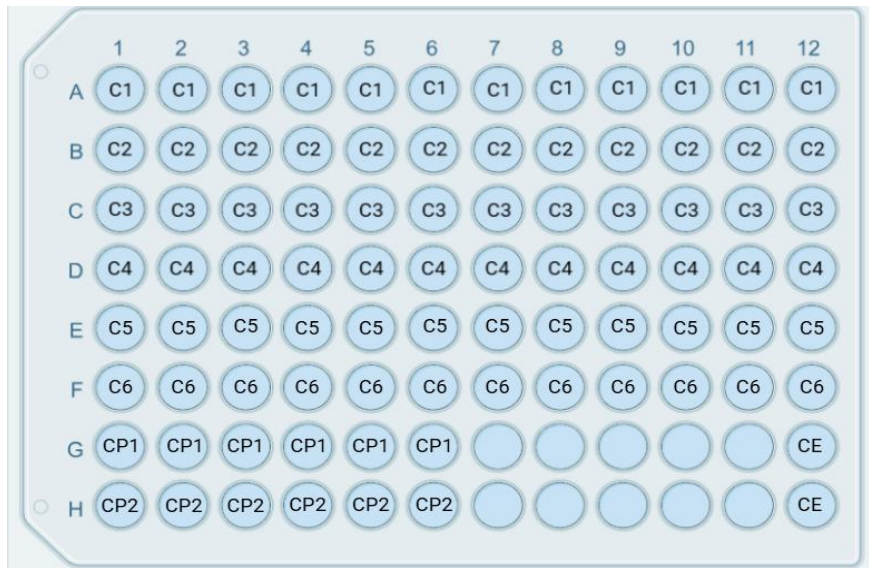 1 2 3 4 5 6 7 8 9 10 11 12
A C1 C1 C1 C1 C1 C1 C1 C1 C1 C1 C1 C1
B C2 C2 C2 C2 C2 C2 C2 C2 C2 C2 C2 C2
C C3 C3 C3 C3 C3 C3 C3 C3 C3 C3 C3 C3
D C4 C4 C4 C4 C4 C4 C4 C4 C4 C4 C4 C4
E C5 C5 C5 C5 C5 C5 C5 C5 C5 C5 C5 C5
F C6 C6 C6 C6 C6 C6 C6 C6 C6 C6 C6 C6
G CP1 CP1 CP1 CP1 CP1 CP1 CE
H CP2 CP2 CP2 CP2 CP2 CP2 CE